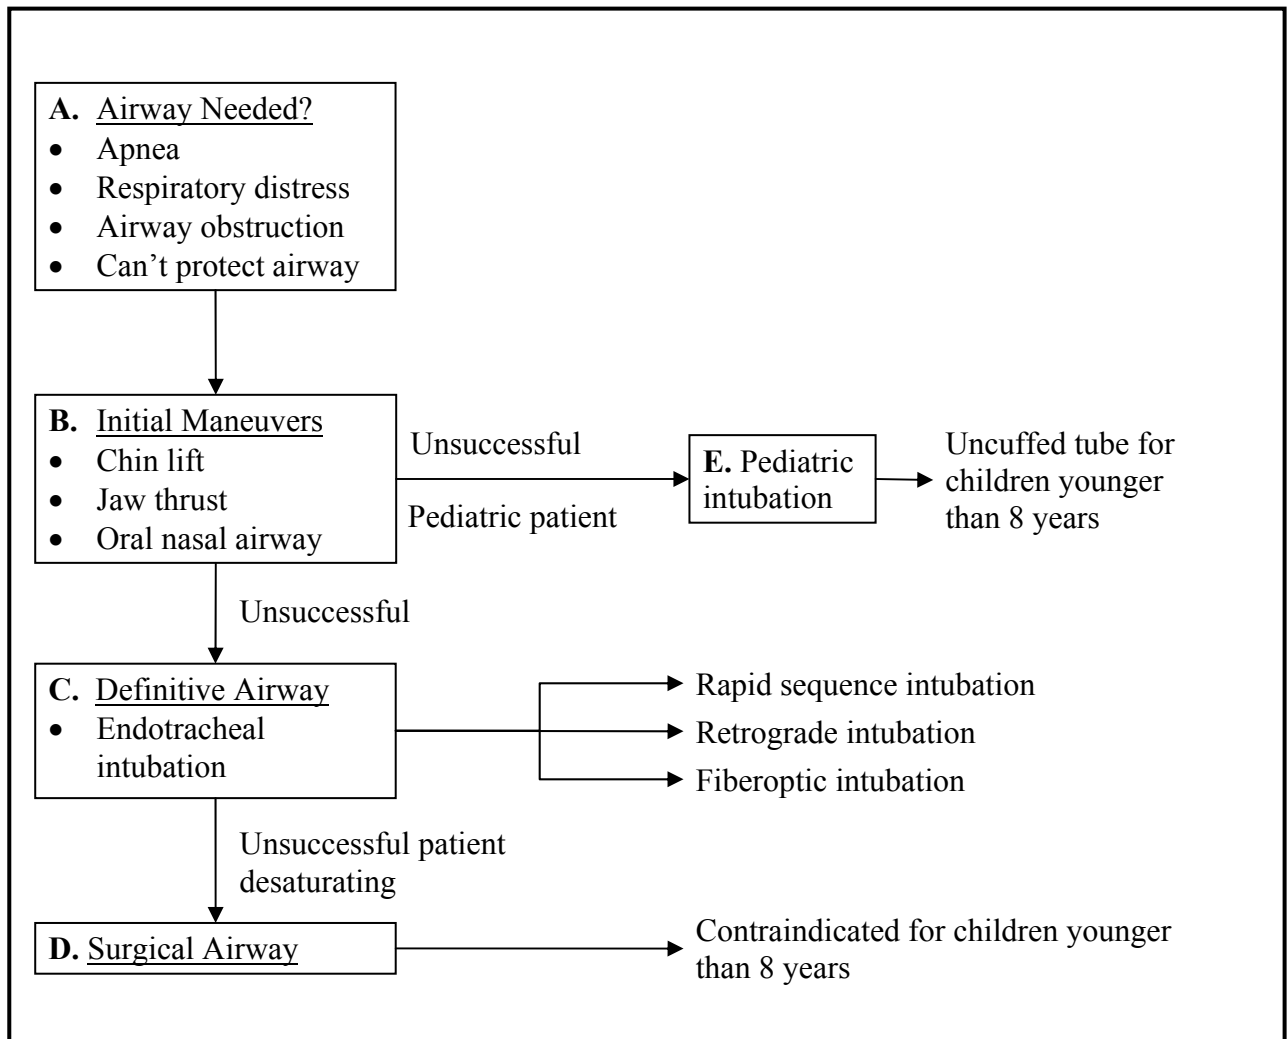 A. Airway Needed?
• Apnea
• Respiratory distress
• Airway obstruction
• Can’t protect airway
B. Initial Maneuvers
• Chin lift
• Jaw thrust
• Oral nasal airway
Unsuccessful
Pediatric patient
E. Pediatric
intubation
Uncuffed tube for
children younger
than 8 years
Unsuccessful
C. Definitive Airway
• Endotracheal
intubation
Rapid sequence intubation
Retrograde intubation
Fiberoptic intubation
Unsuccessful patient
desaturating
D. Surgical Airway
Contraindicated for children younger
than 8 years